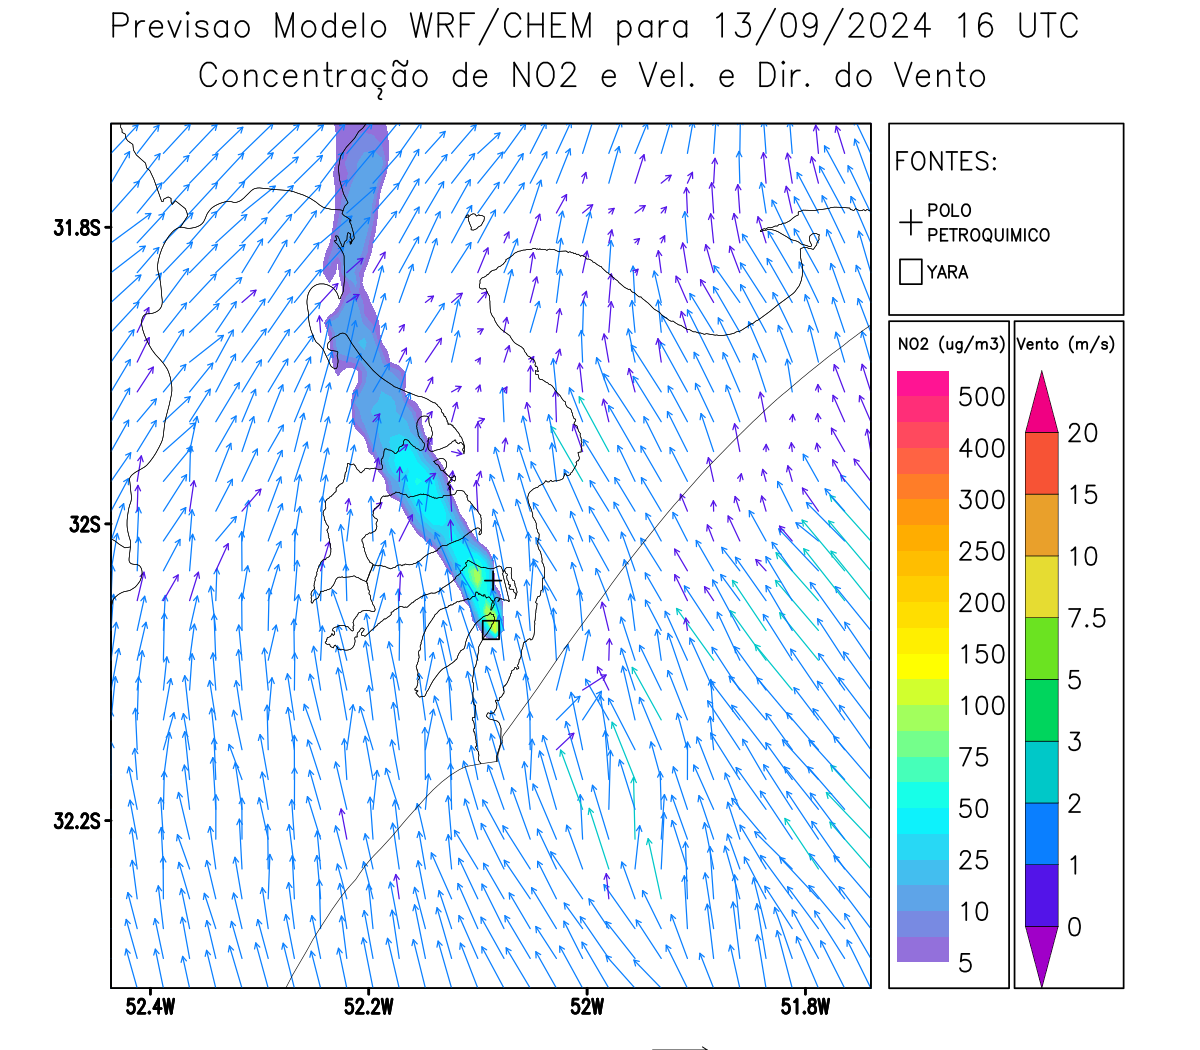 Previsao Modelo WRF/CHEM para 13/09/2024 16 UTC
Concentração de NO2 e Vel. e Dir. do Vento
FONTES:
POLO
PETROQUIMICO
YARA
NO2 (ug/m3)
500
400
300
250
200
150
100
75
50
25
10
5
Vento (m/s)
20
15
10
7.5
5
3
2
1
0
31.8S
32S
32.2S
52.4W
52.2W
52W
51.8W